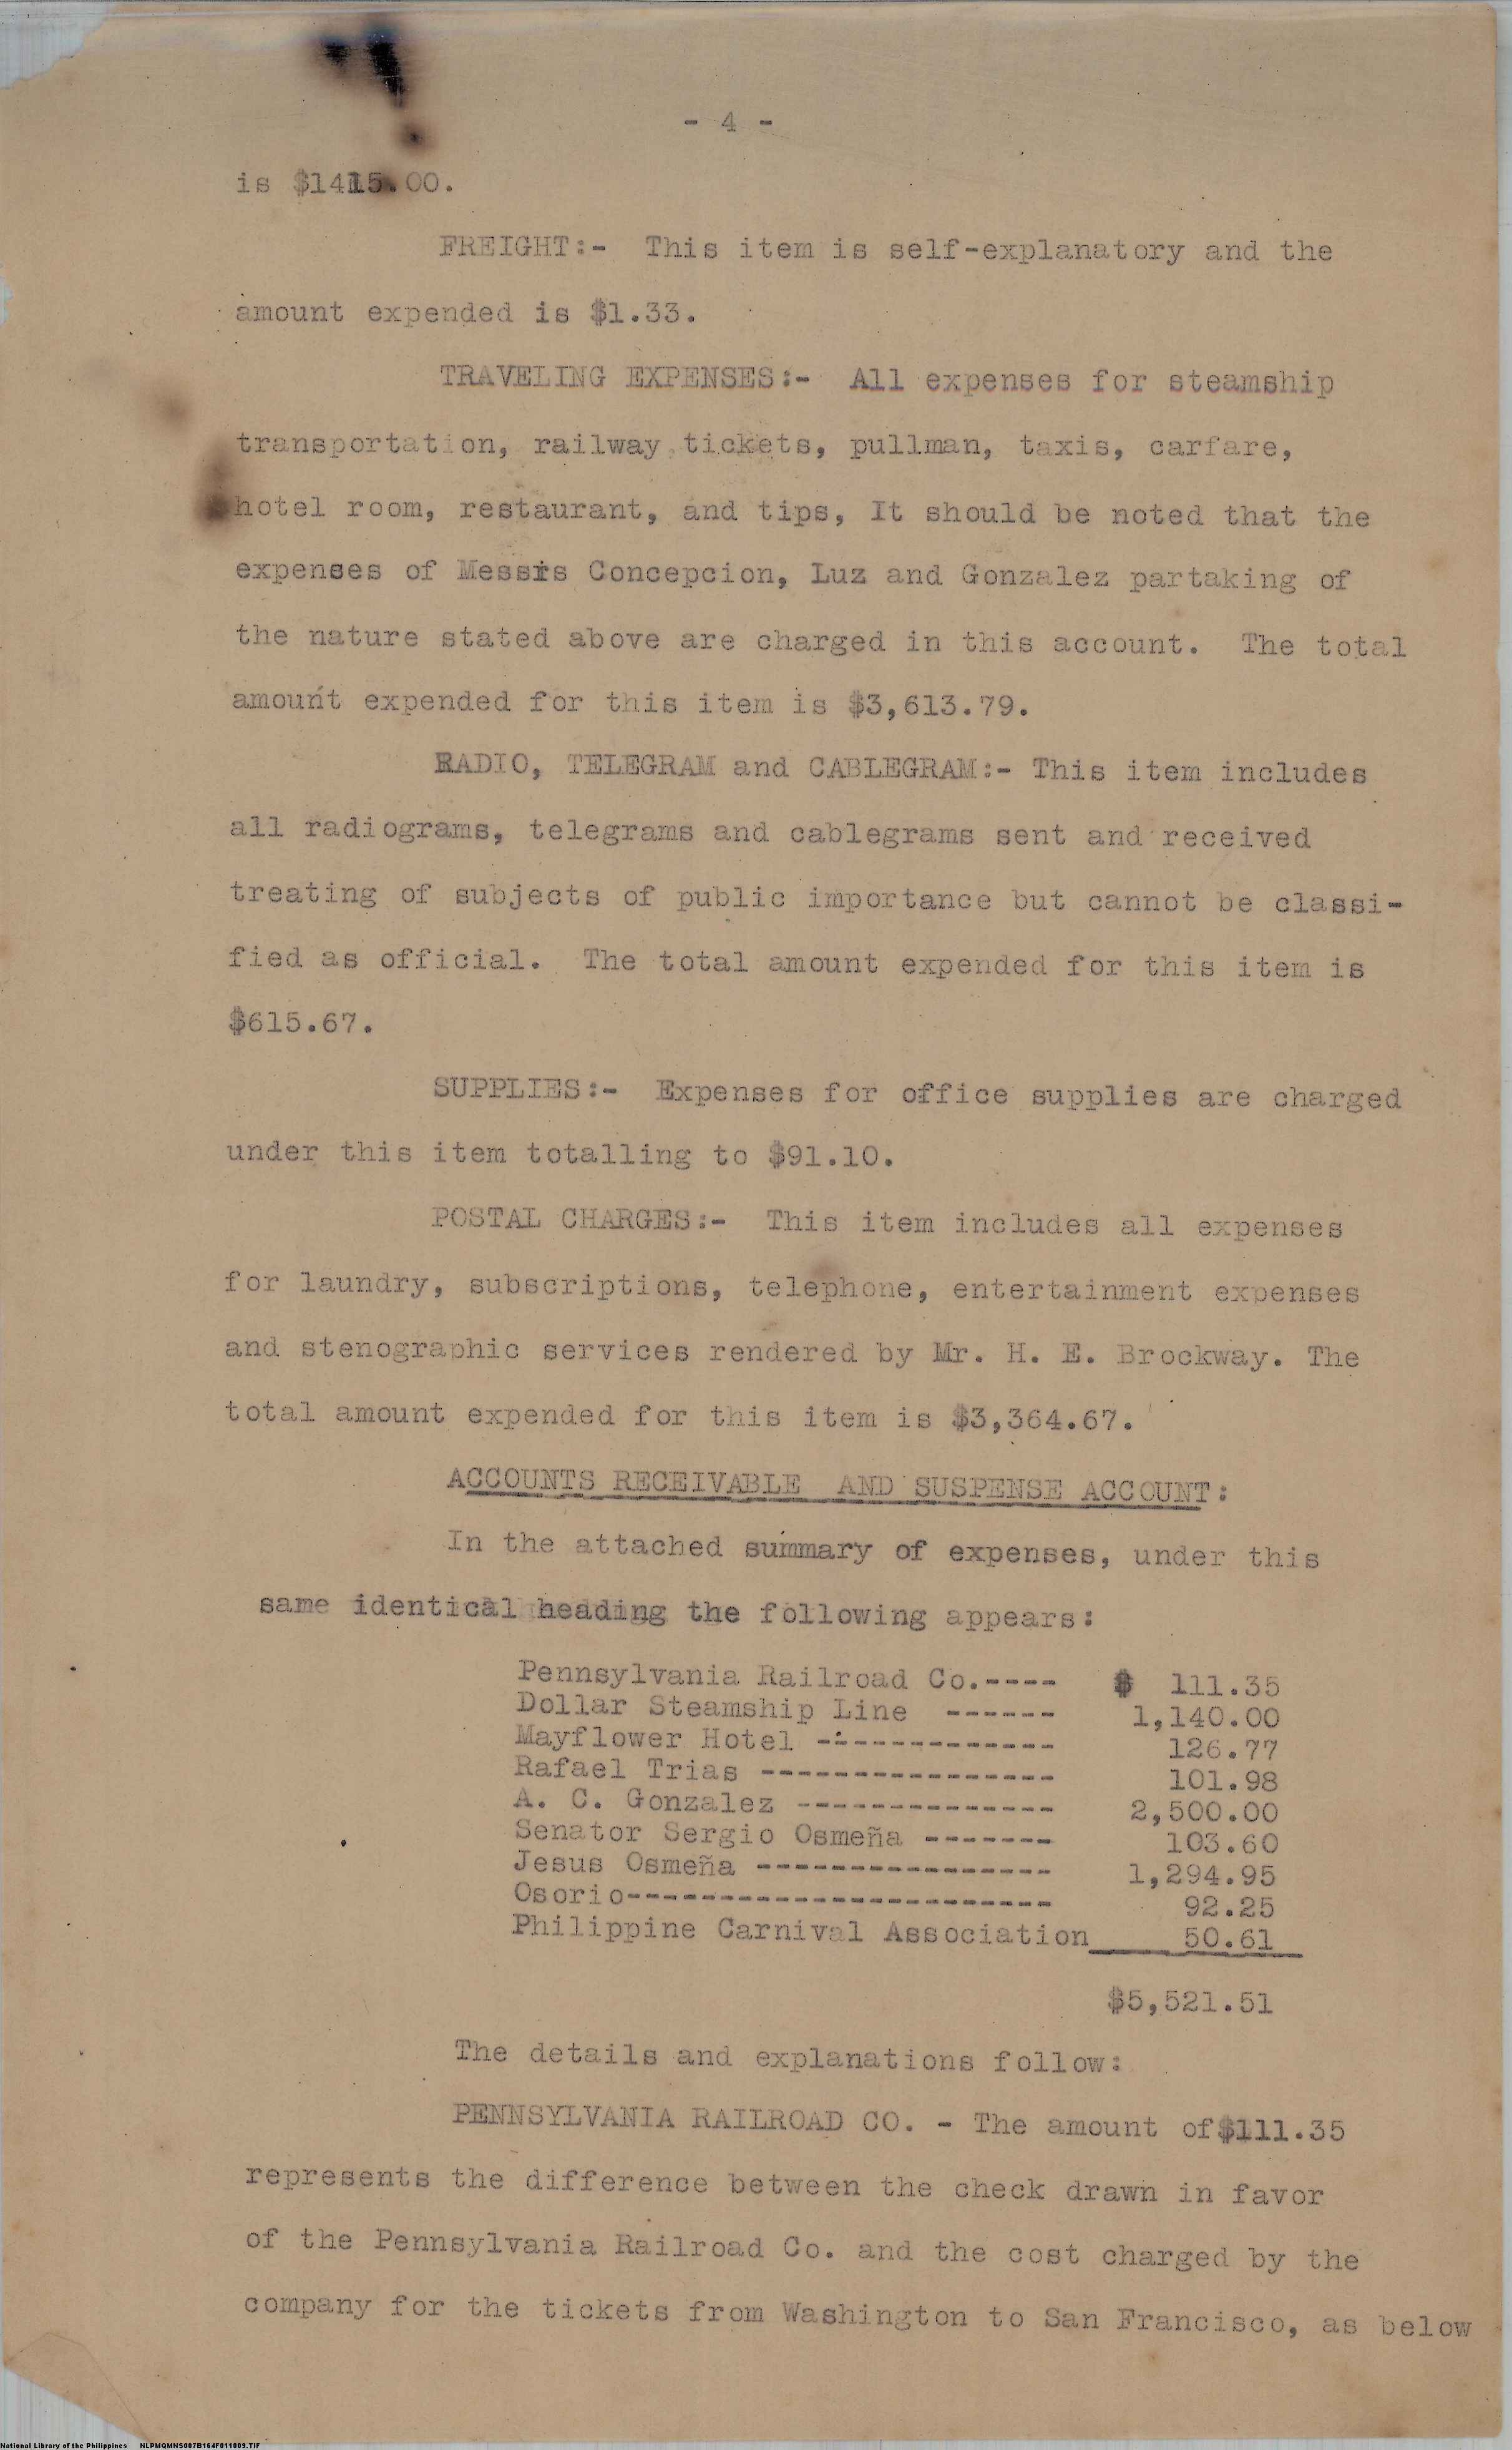 - 4 -
is $1415.00.
FREIGHT:- This item is self-explanatory and the
amount expended is $1.33.
TRAVELING EXPENSES:- All expenses for steamship
transportation, railway tickets, pullman, taxis, carfare,
hotel room, restaurant, and tips, It should be noted that the
expenses of Messrs Concepcion, Luz and Gonzalez partaking of
the nature stated above are charged in this account. The total
amount expended for this item is $3,613.79.
RADIO, TELEGRAM and CABLEGRAM:- This item includes
all radiograms, telegrams and cablegrams sent and received
treating of subjects of public importance but cannot be classi-
fied as official. The total amount expended for this item is
$615.67.
SUPPLIES:- Expenses for office supplies are charged
under this item totalling to $91.10.
POSTAL CHARGES:- This item includes all expenses
for laundry, subscriptions, telephone, entertainment expenses
and stenographic services rendered by Mr. H. E. Brockway. The
total amount expended for this item is $3,364.67.
ACCOUNTS RECEIVABLE AND SUSPENSE ACCOUNT:
In the attached summary of expenses, under this
same identical heading the following appears:
Pennsylvania Railroad Co.---- $ 111.35
Dollar Steamship Line ------ 1,140.00
Mayflower Hotel ------------- 126.77
Rafael Trias ---------------- 101.98
A. C. Gonzalez -------------- 2,500.00
Senator Sergio Osmeña ------- 103.60
Jesus Osmeña ---------------- 1,294.95
Osorio----------------------- 92.25
Philippine Carnival Association 50.61
$5,521.51
The details and explanations follow:
PENNSYLVANIA RAILROAD CO. - The amount of $111.35
represents the difference between the check drawn in favor
of the Pennsylvania Railroad Co. and the cost charged by the
company for the tickets from Washington to San Francisco, as below
National Library of the Philippines NLPMQMNS007B164F011009.TIF